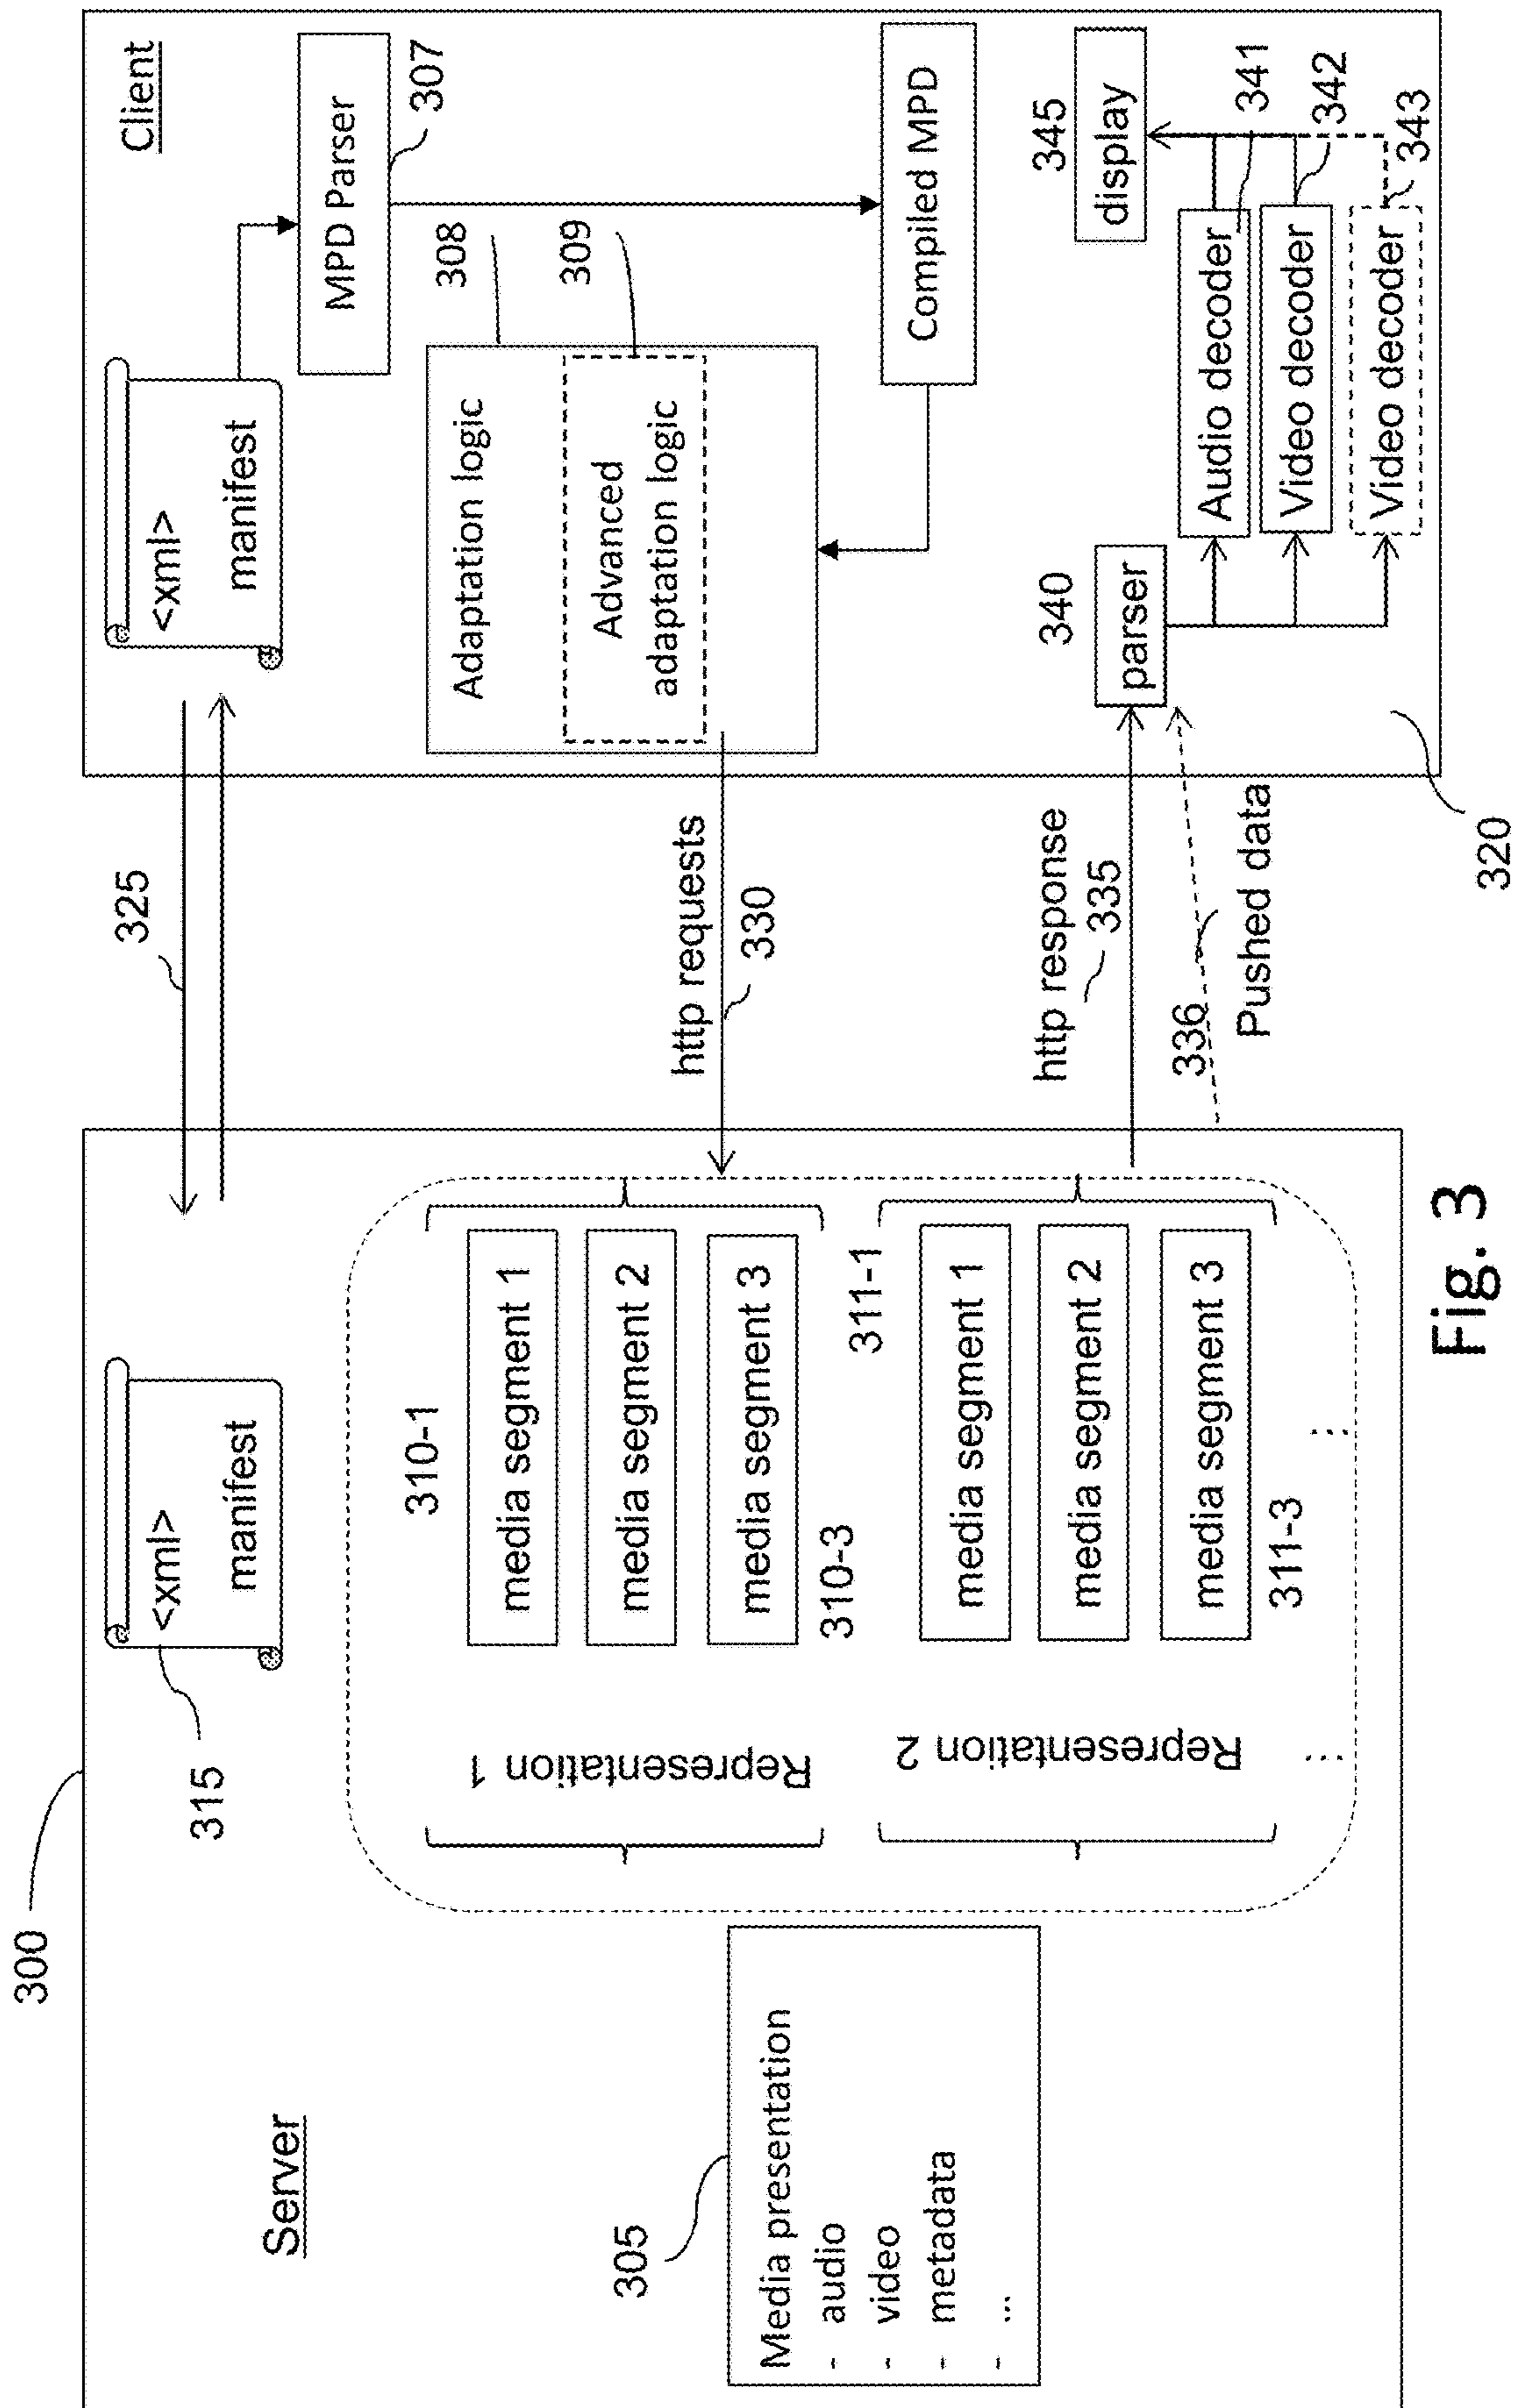 300
Server
305
Media presentation
- audio
- video
- metadata
- ...
315
<xml>
manifest
Representation 1
310-1
media segment 1
media segment 2
media segment 3
310-3
Representation 2
311-1
media segment 1
media segment 2
media segment 3
311-3
...
...
325
http requests
330
http response
335
336
Pushed data
320
Client
<xml>
manifest
MPD Parser
307
308
309
Adaptation logic
Advanced
adaptation logic
Compiled MPD
340
parser
345
display
Audio decoder
341
Video decoder
342
Video decoder
343
Fig. 3